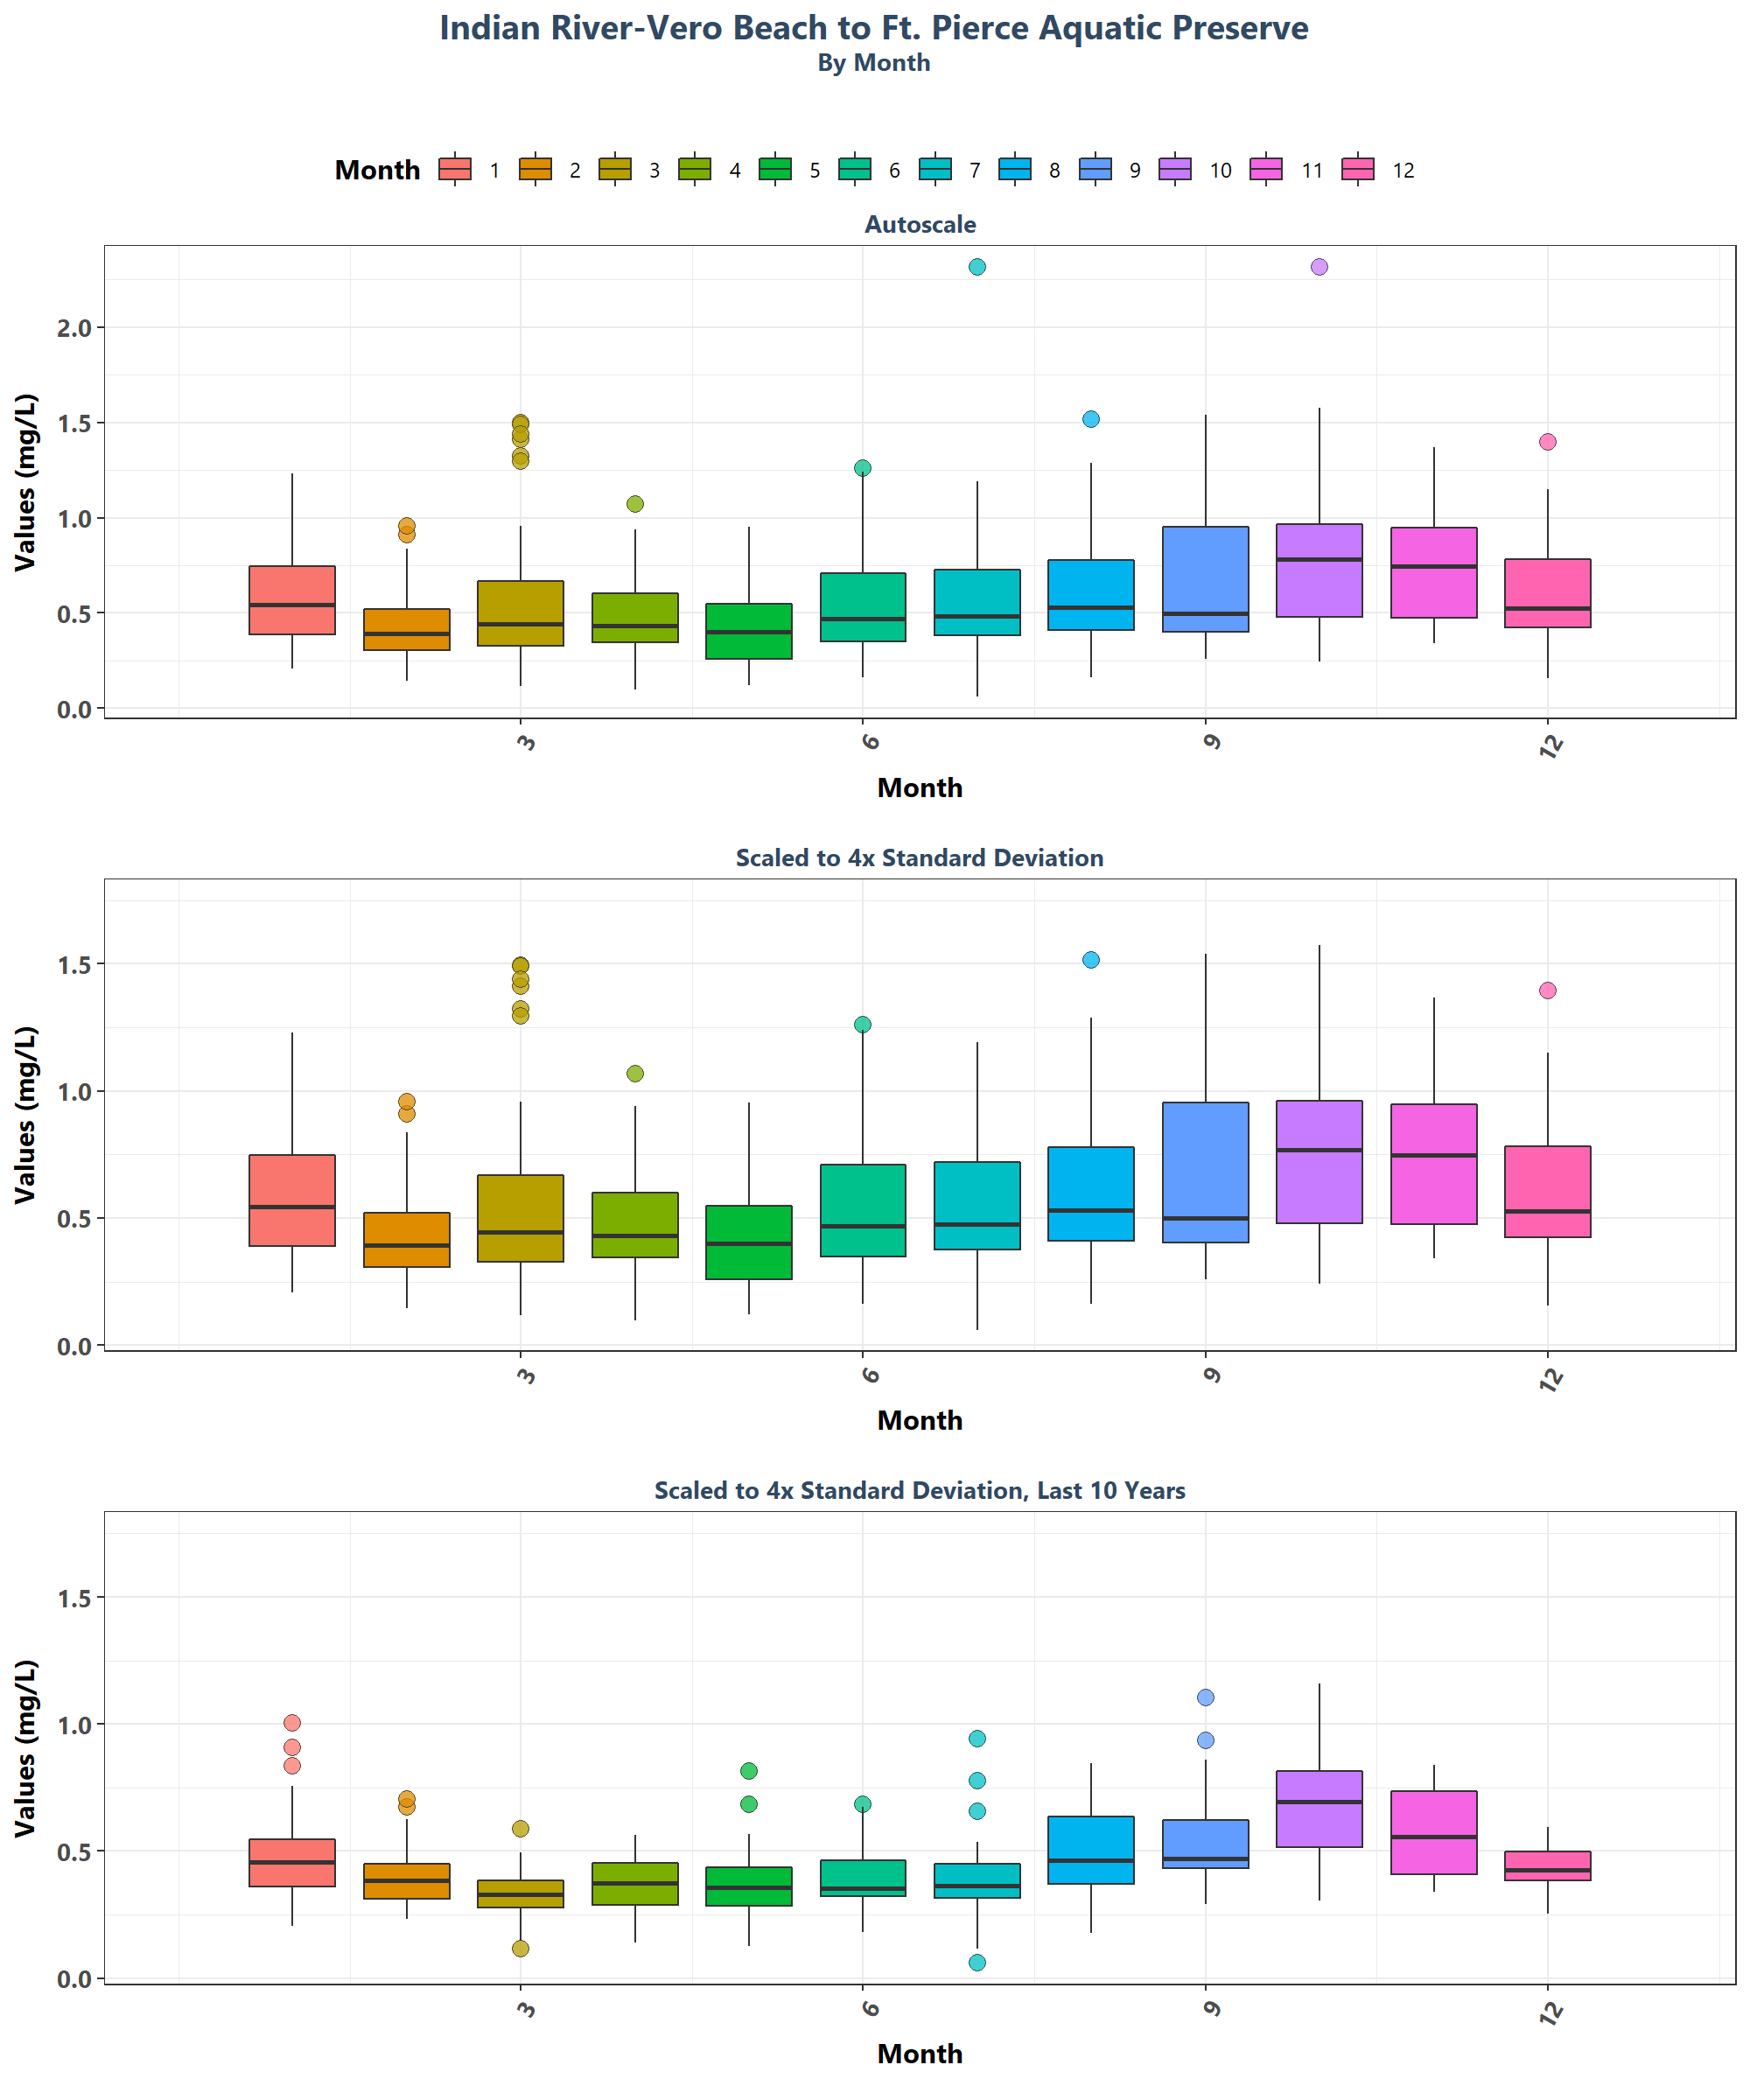 Indian River-Vero Beach to Ft. Pierce Aquatic Preserve
By Month
Month 1 2 3 4 5 6 7 8 9 10 11 12
Autoscale
Values (mg/L)
2.0
1.5
1.0
0.5
0.0
3 6 9 12
Month
Scaled to 4x Standard Deviation
Values (mg/L)
1.5
1.0
0.5
0.0
3 6 9 12
Month
Scaled to 4x Standard Deviation, Last 10 Years
Values (mg/L)
1.5
1.0
0.5
0.0
3 6 9 12
Month